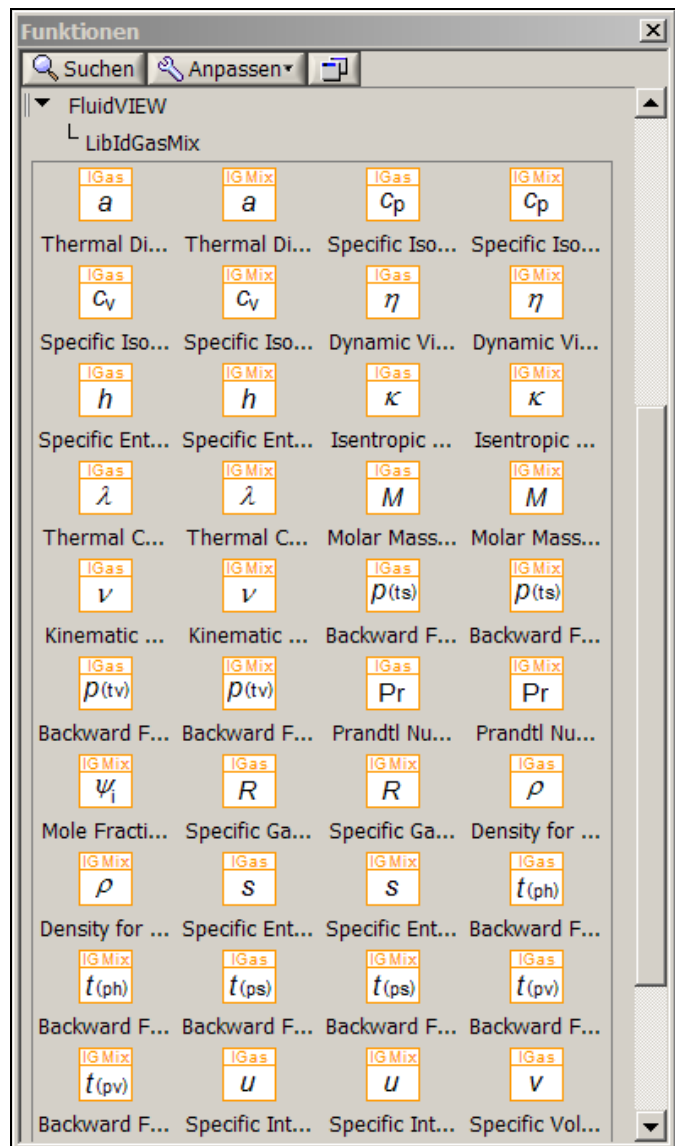 Funktionen
Suchen Anpassen
FluidVIEW
LibIdGasMix
IGas IG Mix IGas IG Mix
a a cp cp
Thermal Di... Thermal Di... Specific Iso... Specific Iso...
IGas IG Mix IGas IG Mix
cv cv η η
Specific Iso... Specific Iso... Dynamic Vi... Dynamic Vi...
IGas IG Mix IGas IG Mix
h h κ κ
Specific Ent... Specific Ent... Isentropic ... Isentropic ...
IGas IG Mix IGas IG Mix
λ λ M M
Thermal C... Thermal C... Molar Mass... Molar Mass...
IGas IG Mix IGas IG Mix
ν ν p(ts) p(ts)
Kinematic ... Kinematic ... Backward F... Backward F...
IGas IG Mix IGas IG Mix
p(tv) p(tv) Pr Pr
Backward F... Backward F... Prandtl Nu... Prandtl Nu...
IG Mix IGas IG Mix IGas
ψi R R ρ
Mole Fracti... Specific Ga... Specific Ga... Density for ...
IG Mix IGas IG Mix IGas
ρ s s t(ph)
Density for ... Specific Ent... Specific Ent... Backward F...
IG Mix IGas IG Mix IGas
t(ph) t(ps) t(ps) t(pv)
Backward F... Backward F... Backward F... Backward F...
IG Mix IGas IG Mix IGas
t(pv) u u v
Backward F... Specific Int... Specific Int... Specific Vol...